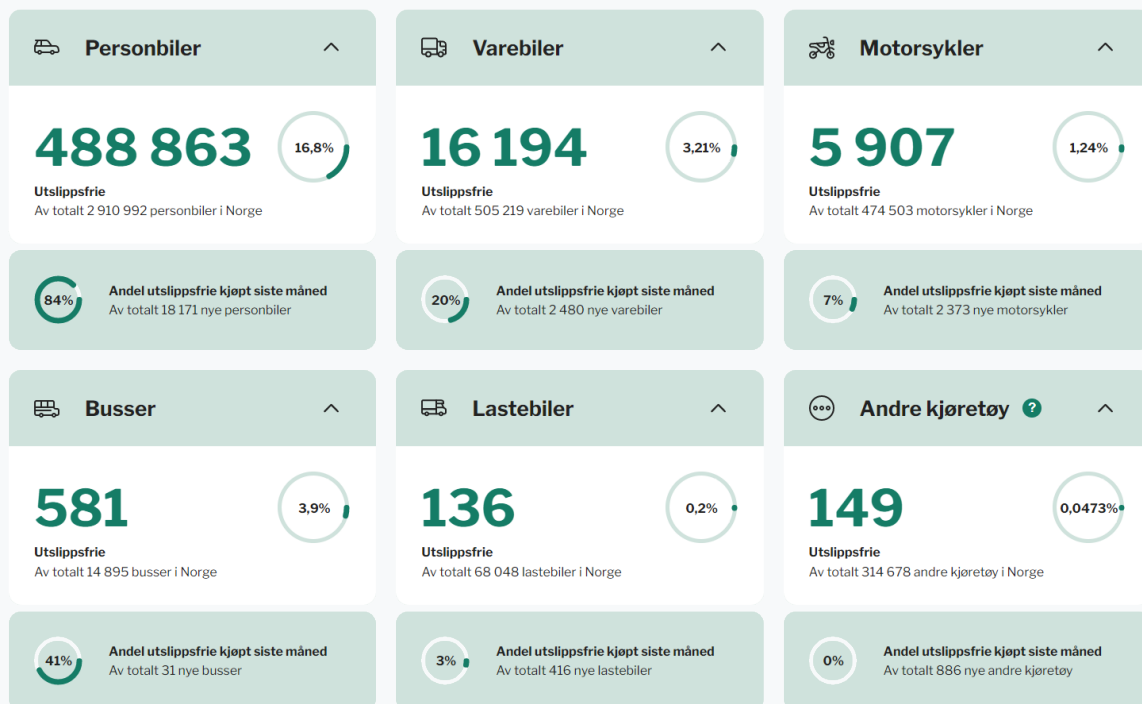 Personbiler
488 863
16,8%
Utslippsfrie
Av totalt 2 910 992 personbiler i Norge
84%
Andel utslippsfrie kjøpt siste måned
Av totalt 18 171 nye personbiler
Varebiler
16 194
3,21%
Utslippsfrie
Av totalt 505 219 varebiler i Norge
20%
Andel utslippsfrie kjøpt siste måned
Av totalt 2 480 nye varebiler
Motorsykler
5 907
1,24%
Utslippsfrie
Av totalt 474 503 motorsykler i Norge
7%
Andel utslippsfrie kjøpt siste måned
Av totalt 2 373 nye motorsykler
Busser
581
3,9%
Utslippsfrie
Av totalt 14 895 busser i Norge
41%
Andel utslippsfrie kjøpt siste måned
Av totalt 31 nye busser
Lastebiler
136
0,2%
Utslippsfrie
Av totalt 68 048 lastebiler i Norge
3%
Andel utslippsfrie kjøpt siste måned
Av totalt 416 nye lastebiler
Andre kjøretøy ?
149
0,0473%
Utslippsfrie
Av totalt 314 678 andre kjøretøy i Norge
0%
Andel utslippsfrie kjøpt siste måned
Av totalt 886 nye andre kjøretøy